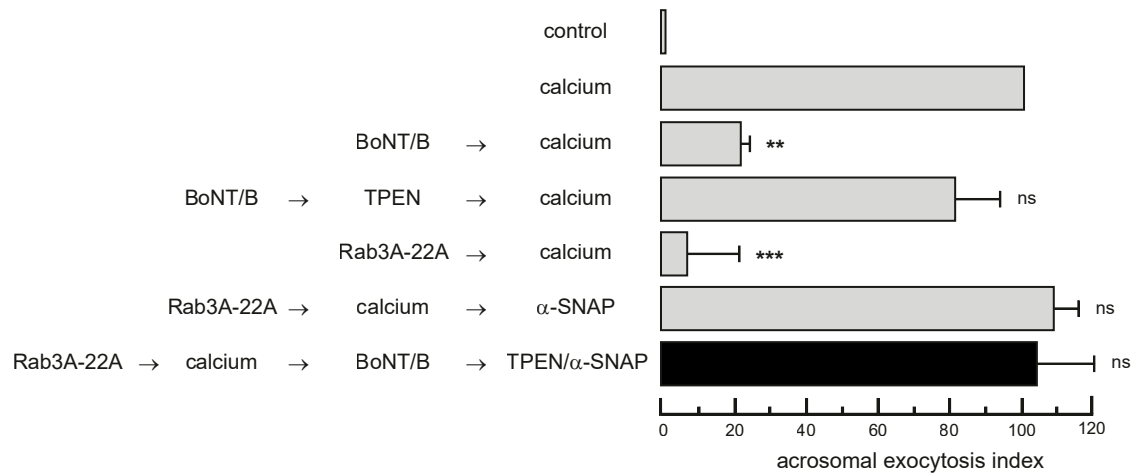 control
calcium
BoNT/B → calcium **
BoNT/B → TPEN → calcium ns
Rab3A-22A → calcium ***
Rab3A-22A → calcium → α-SNAP ns
Rab3A-22A → calcium → BoNT/B → TPEN/α-SNAP ns
0 20 40 60 80 100 120
acrosomal exocytosis index